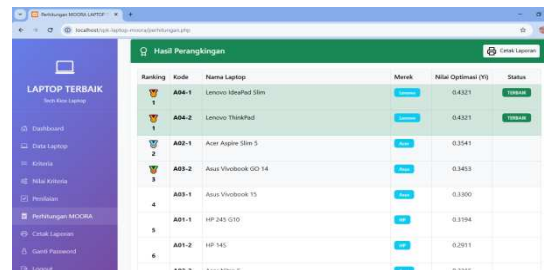 Perhitungan MOORA LAPTOP
localhost/spk-laptop-moora/perhitungan.php
LAPTOP TERBAIK
Tech Kios Laptop
Dashboard
Data Laptop
Kriteria
Nilai Kriteria
Penilaian
Perhitungan MOORA
Cetak Laporan
Ganti Password
Logout
Hasil Perangkingan
Cetak Laporan
Ranking Kode Nama Laptop Merek Nilai Optimasi (Yi) Status
1 A04-1 Lenovo IdeaPad Slim Lenovo 0.4321 TERBAIK
1 A04-2 Lenovo ThinkPad Lenovo 0.4321 TERBAIK
2 A02-1 Acer Aspire Slim 5 Acer 0.3541
3 A03-2 Asus Vivobook GO 14 Asus 0.3453
4 A03-1 Asus Vivobook 15 Asus 0.3300
5 A01-1 HP 245 G10 HP 0.3194
6 A01-2 HP 14S HP 0.2911